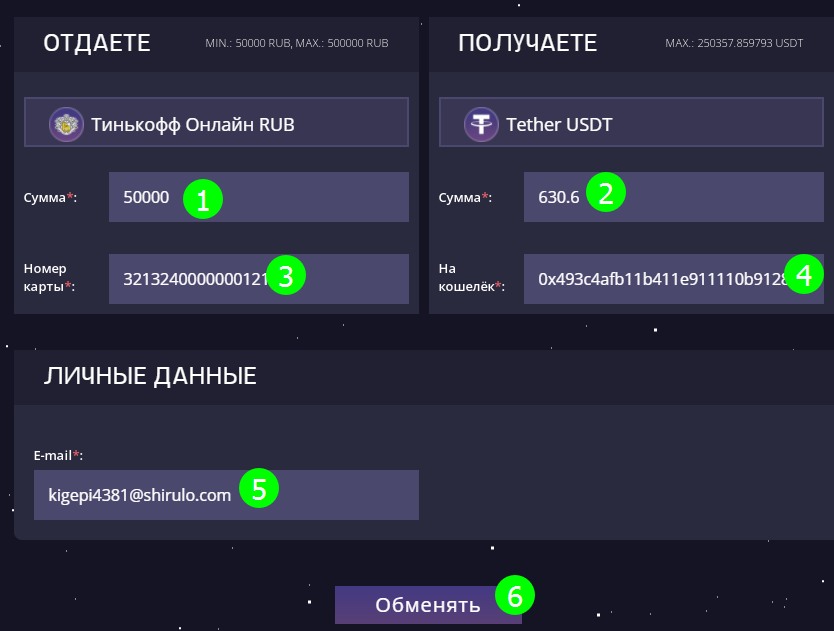 ОТДАЕТЕ
MIN.: 50000 RUB, MAX.: 500000 RUB
Тинькофф Онлайн RUB
Сумма*:
50000
1
Номер
карты*:
3213240000000121
3
ПОЛУЧАЕТЕ
MAX.: 250357.859793 USDT
Tether USDT
Сумма*:
630.6
2
На
кошелёк*:
0x493c4afb11b411e911110b9128
4
ЛИЧНЫЕ ДАННЫЕ
E-mail*:
kigepi4381@shirulo.com
5
Обменять
6